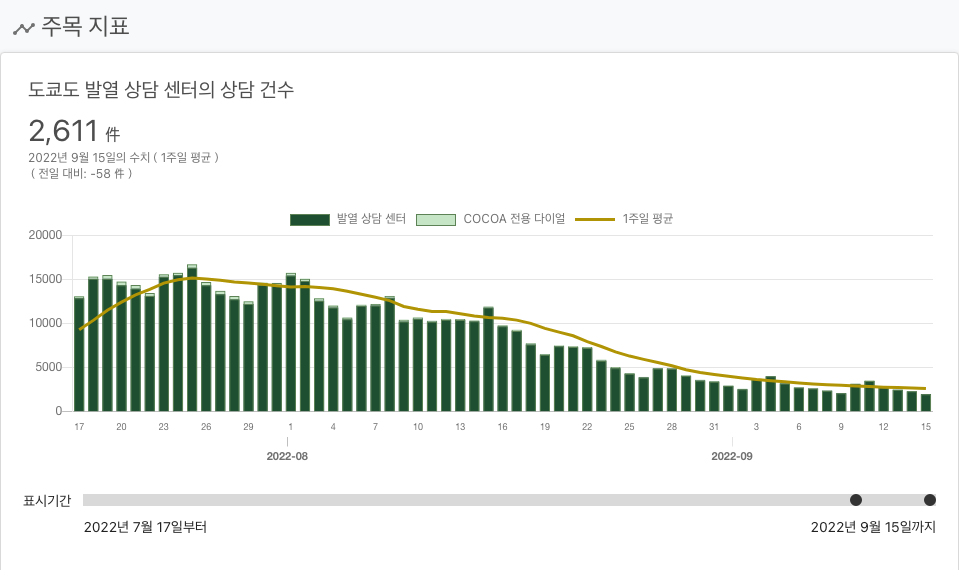 주목 지표
도쿄도 발열 상담 센터의 상담 건수
2,611 件
2022년 9월 15일의 수치 ( 1주일 평균 )
( 전일 대비: -58 件 )
발열 상담 센터 COCOA 전용 다이얼 1주일 평균
20000
15000
10000
5000
0
17 20 23 26 29 1 4 7 10 13 16 19 22 25 28 31 3 6 9 12 15
2022-08 2022-09
표시기간
2022년 7월 17일부터 2022년 9월 15일까지